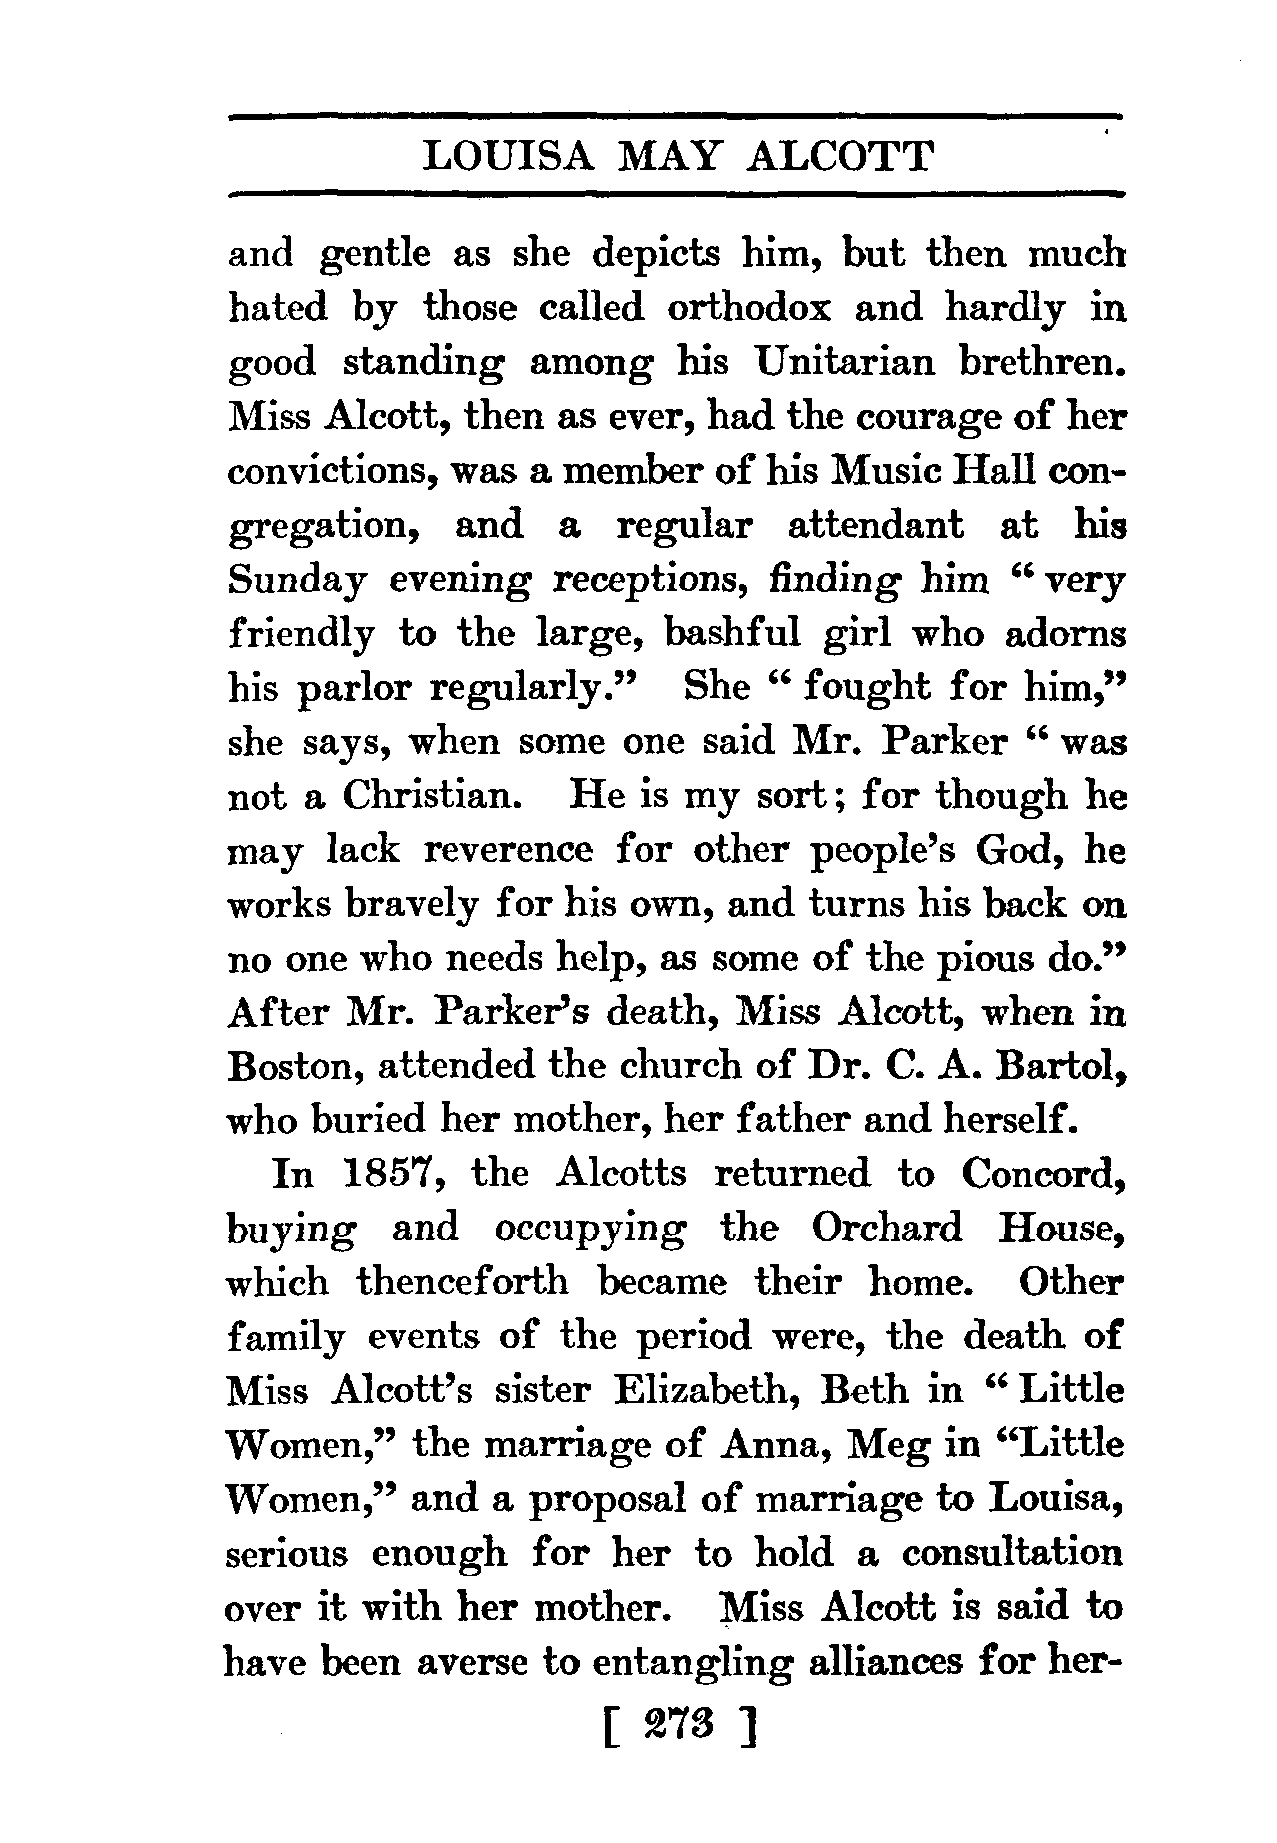 LOUISA MAY ALCOTT
and gentle as she depicts him, but then much
hated by those called orthodox and hardly in
good standing among his Unitarian brethren.
Miss Alcott, then as ever, had the courage of her
convictions, was a member of his Music Hall con-
gregation, and a regular attendant at his
Sunday evening receptions, finding him “ very
friendly to the large, bashful girl who adorns
his parlor regularly.” She “ fought for him,”
she says, when some one said Mr. Parker “ was
not a Christian. He is my sort; for though he
may lack reverence for other people’s God, he
works bravely for his own, and turns his back on
no one who needs help, as some of the pious do.”
After Mr. Parker’s death, Miss Alcott, when in
Boston, attended the church of Dr. C. A. Bartol,
who buried her mother, her father and herself.
In 1857, the Alcotts returned to Concord,
buying and occupying the Orchard House,
which thenceforth became their home. Other
family events of the period were, the death of
Miss Alcott’s sister Elizabeth, Beth in “ Little
Women,” the marriage of Anna, Meg in “Little
Women,” and a proposal of marriage to Louisa,
serious enough for her to hold a consultation
over it with her mother. Miss Alcott is said to
have been averse to entangling alliances for her-
[ 273 ]